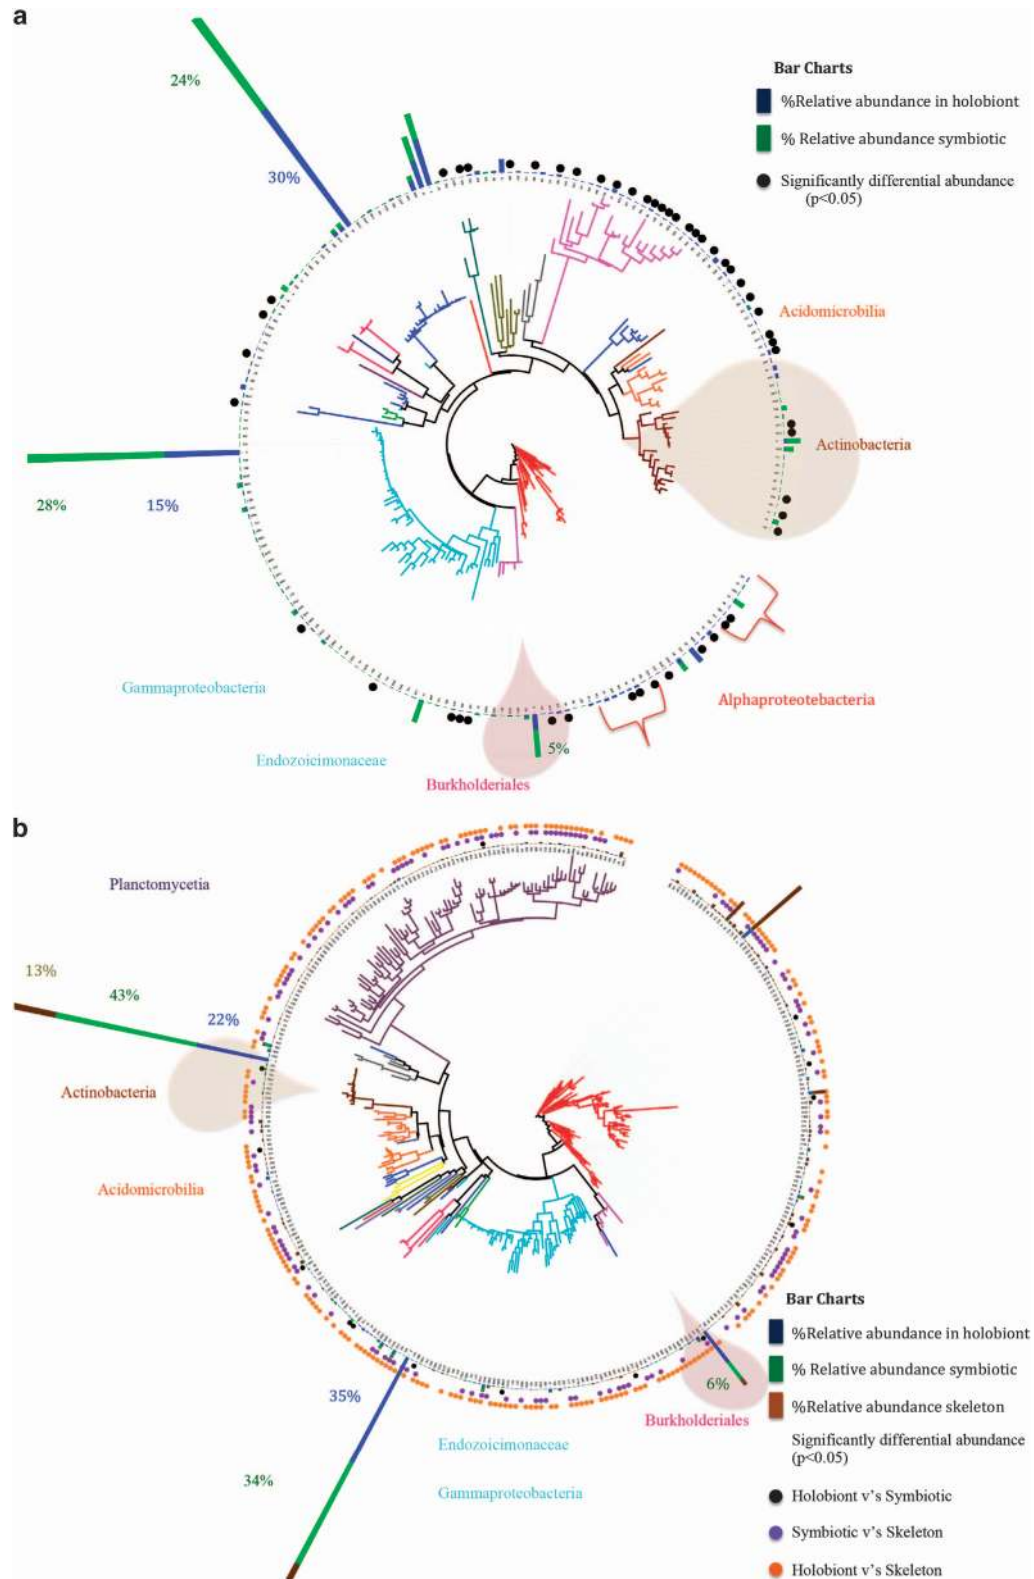 a
Bar Charts
%Relative abundance in holobiont
% Relative abundance symbiotic
Significantly differential abundance
(p<0.05)
24%
30%
Acidomicrobilia
Actinobacteria
28%
15%
Gammaproteobacteria
Alphaproteotebacteria
Endozoicimonaceae
5%
Burkholderiales
b
Planctomycetia
13%
43%
22%
Actinobacteria
Acidomicrobilia
35%
34%
6%
Burkholderiales
Endozoicimonaceae
Gammaproteobacteria
Bar Charts
%Relative abundance in holobiont
% Relative abundance symbiotic
%Relative abundance skeleton
Significantly differential abundance
(p<0.05)
Holobiont v's Symbiotic
Symbiotic v's Skeleton
Holobiont v's Skeleton